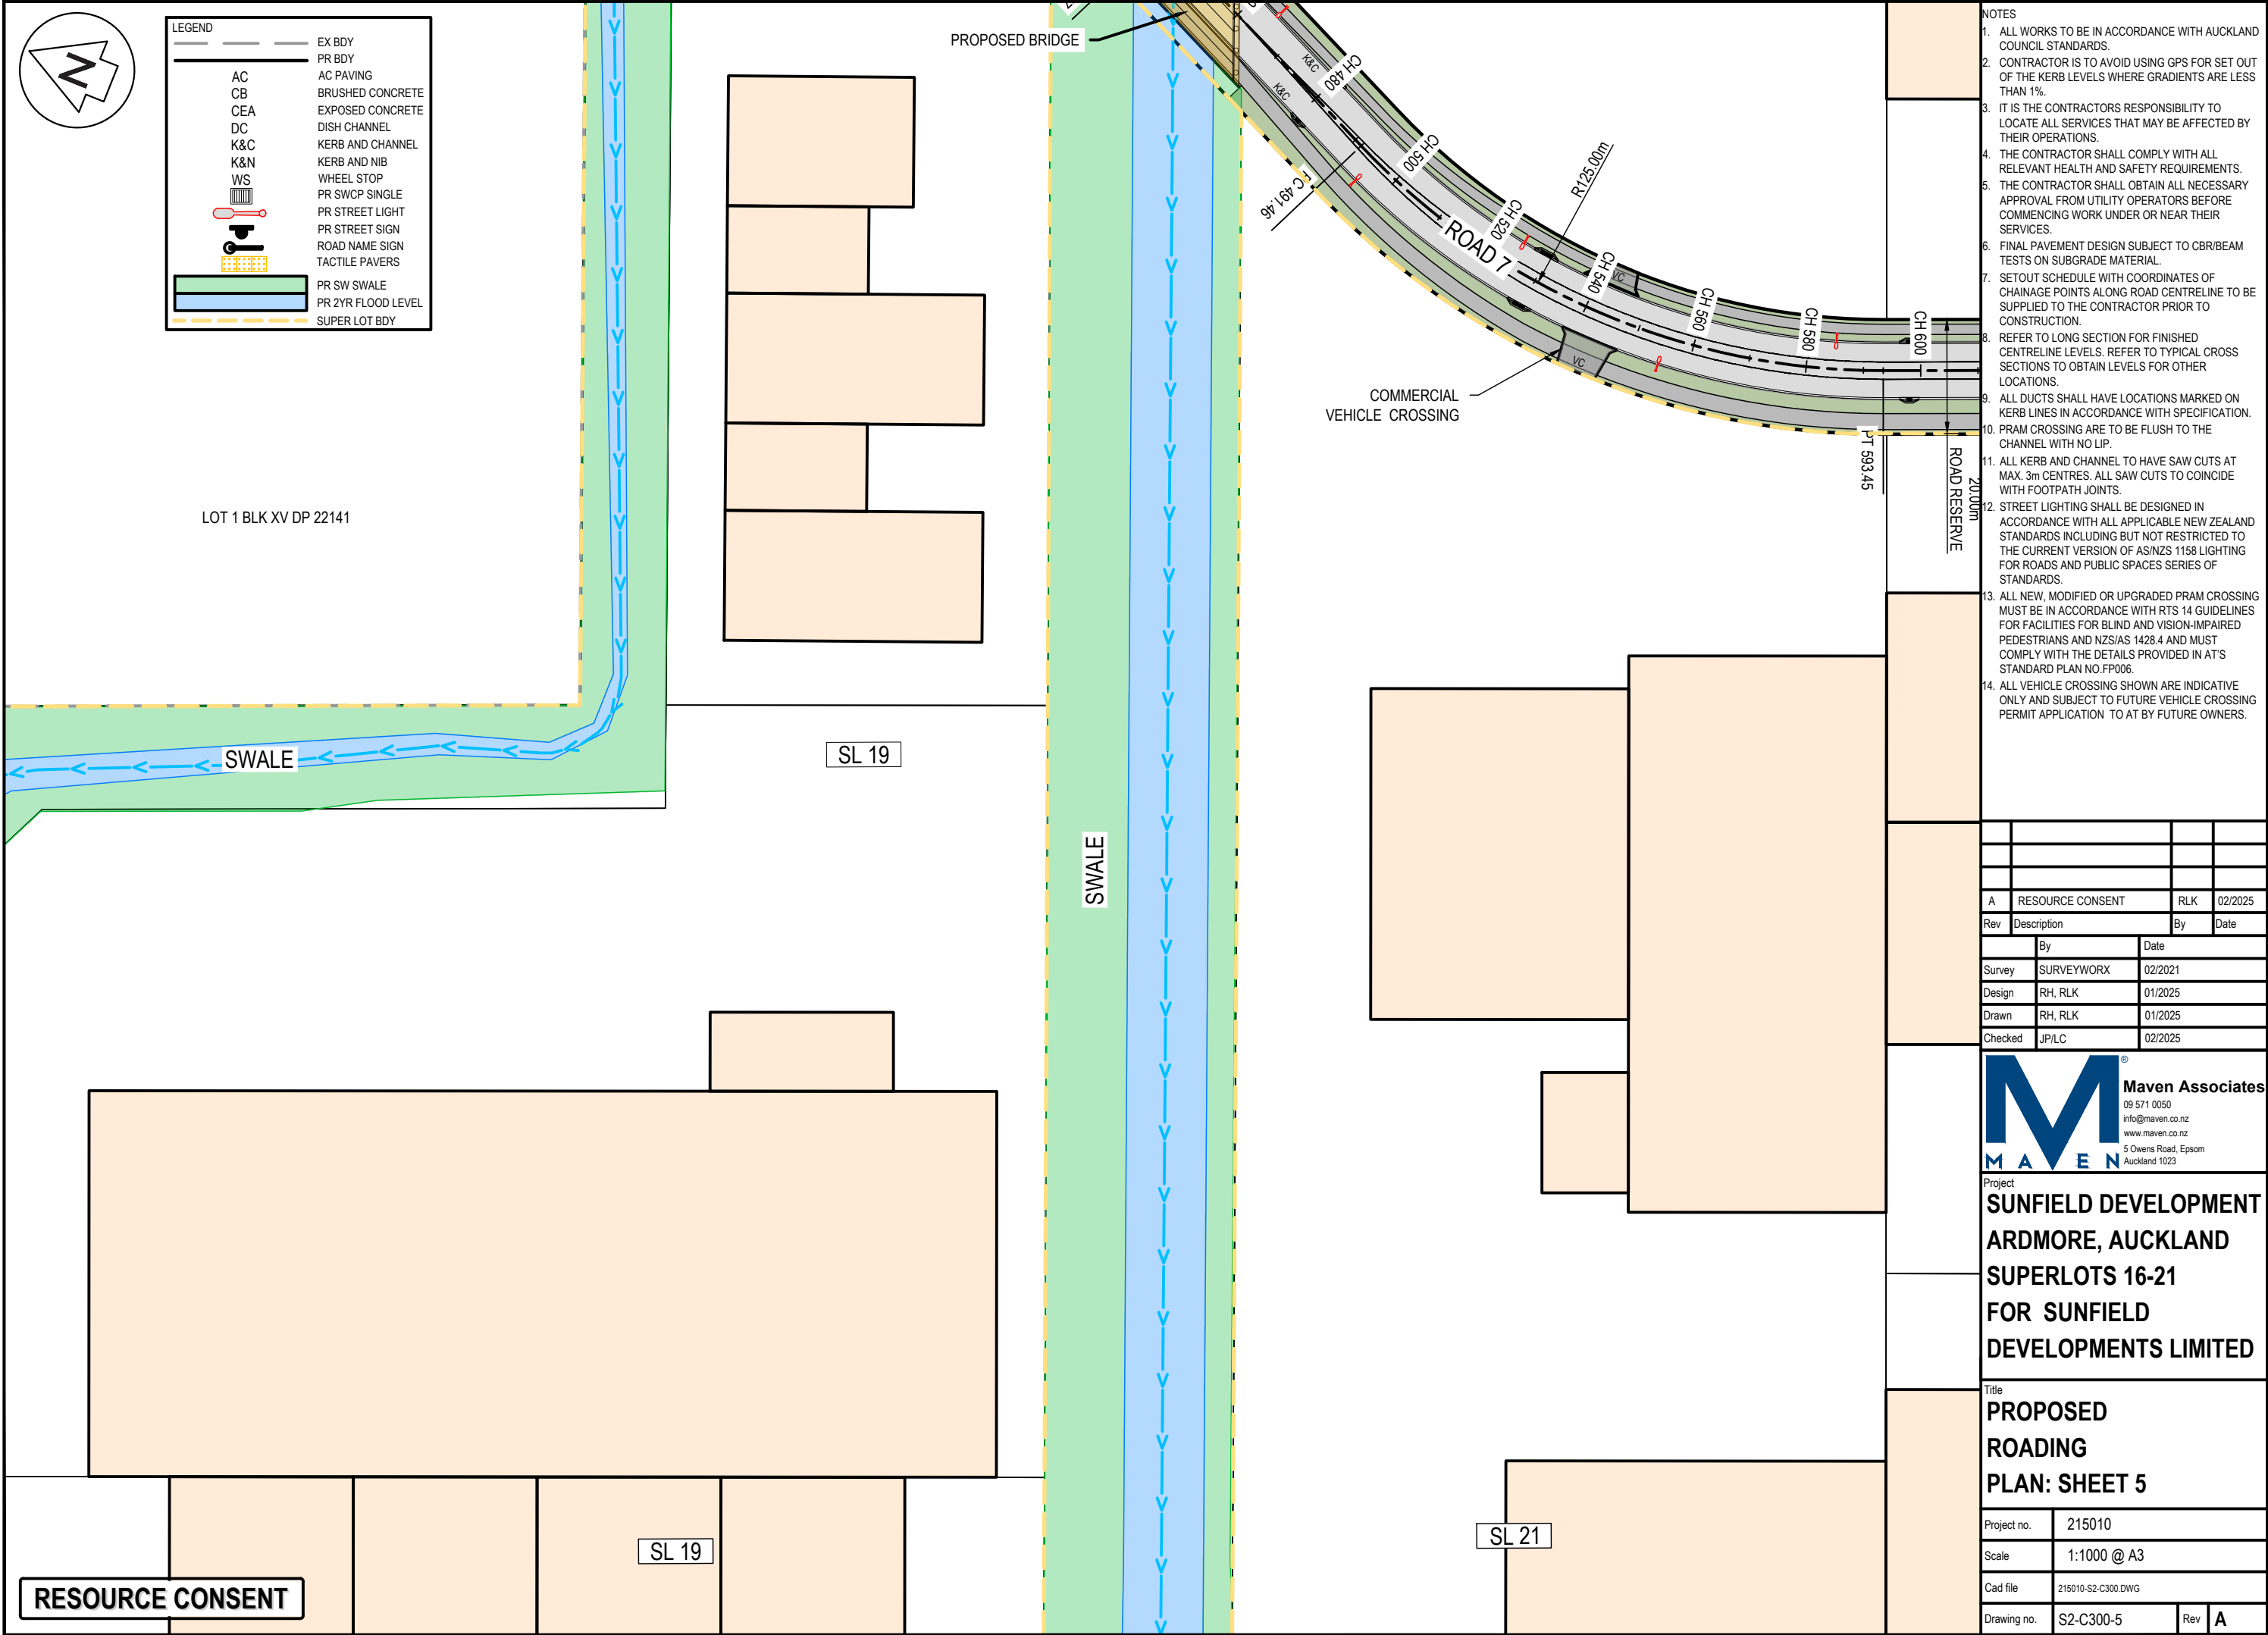 N
LEGEND
EX BDY
PR BDY
AC AC PAVING
CB BRUSHED CONCRETE
CEA EXPOSED CONCRETE
DC DISH CHANNEL
K&C KERB AND CHANNEL
K&N KERB AND NIB
WS WHEEL STOP
PR SWCP SINGLE
PR STREET LIGHT
PR STREET SIGN
ROAD NAME SIGN
TACTILE PAVERS
PR SW SWALE
PR 2YR FLOOD LEVEL
SUPER LOT BDY
PROPOSED BRIDGE
K&C
K&C
CH 480
CH 500
C 491.46
CH 520
R125.00m
ROAD 7
CH 540
VC
CH 560
CH 580
CH 600
VC
COMMERCIAL
VEHICLE CROSSING
PT 593.45
20.00m
ROAD RESERVE
LOT 1 BLK XV DP 22141
SWALE
SL 19
SWALE
SL 19
SL 21
RESOURCE CONSENT
NOTES
1. ALL WORKS TO BE IN ACCORDANCE WITH AUCKLAND
COUNCIL STANDARDS.
2. CONTRACTOR IS TO AVOID USING GPS FOR SET OUT
OF THE KERB LEVELS WHERE GRADIENTS ARE LESS
THAN 1%.
3. IT IS THE CONTRACTORS RESPONSIBILITY TO
LOCATE ALL SERVICES THAT MAY BE AFFECTED BY
THEIR OPERATIONS.
4. THE CONTRACTOR SHALL COMPLY WITH ALL
RELEVANT HEALTH AND SAFETY REQUIREMENTS.
5. THE CONTRACTOR SHALL OBTAIN ALL NECESSARY
APPROVAL FROM UTILITY OPERATORS BEFORE
COMMENCING WORK UNDER OR NEAR THEIR
SERVICES.
6. FINAL PAVEMENT DESIGN SUBJECT TO CBR/BEAM
TESTS ON SUBGRADE MATERIAL.
7. SETOUT SCHEDULE WITH COORDINATES OF
CHAINAGE POINTS ALONG ROAD CENTRELINE TO BE
SUPPLIED TO THE CONTRACTOR PRIOR TO
CONSTRUCTION.
8. REFER TO LONG SECTION FOR FINISHED
CENTRELINE LEVELS. REFER TO TYPICAL CROSS
SECTIONS TO OBTAIN LEVELS FOR OTHER
LOCATIONS.
9. ALL DUCTS SHALL HAVE LOCATIONS MARKED ON
KERB LINES IN ACCORDANCE WITH SPECIFICATION.
10. PRAM CROSSING ARE TO BE FLUSH TO THE
CHANNEL WITH NO LIP.
11. ALL KERB AND CHANNEL TO HAVE SAW CUTS AT
MAX. 3m CENTRES. ALL SAW CUTS TO COINCIDE
WITH FOOTPATH JOINTS.
12. STREET LIGHTING SHALL BE DESIGNED IN
ACCORDANCE WITH ALL APPLICABLE NEW ZEALAND
STANDARDS INCLUDING BUT NOT RESTRICTED TO
THE CURRENT VERSION OF AS/NZS 1158 LIGHTING
FOR ROADS AND PUBLIC SPACES SERIES OF
STANDARDS.
13. ALL NEW, MODIFIED OR UPGRADED PRAM CROSSING
MUST BE IN ACCORDANCE WITH RTS 14 GUIDELINES
FOR FACILITIES FOR BLIND AND VISION-IMPAIRED
PEDESTRIANS AND NZS/AS 1428.4 AND MUST
COMPLY WITH THE DETAILS PROVIDED IN AT'S
STANDARD PLAN NO.FP006.
14. ALL VEHICLE CROSSING SHOWN ARE INDICATIVE
ONLY AND SUBJECT TO FUTURE VEHICLE CROSSING
PERMIT APPLICATION TO AT BY FUTURE OWNERS.
A RESOURCE CONSENT RLK 02/2025
Rev Description By Date
By Date
Survey SURVEYWORX 02/2021
Design RH, RLK 01/2025
Drawn RH, RLK 01/2025
Checked JP/LC 02/2025
®
Maven Associates
09 571 0050
info@maven.co.nz
www.maven.co.nz
5 Owens Road, Epsom
Auckland 1023
MAVEN
Project
SUNFIELD DEVELOPMENT
ARDMORE, AUCKLAND
SUPERLOTS 16-21
FOR SUNFIELD
DEVELOPMENTS LIMITED
Title
PROPOSED
ROADING
PLAN: SHEET 5
Project no. 215010
Scale 1:1000 @ A3
Cad file 215010-S2-C300.DWG
Drawing no. S2-C300-5 Rev A